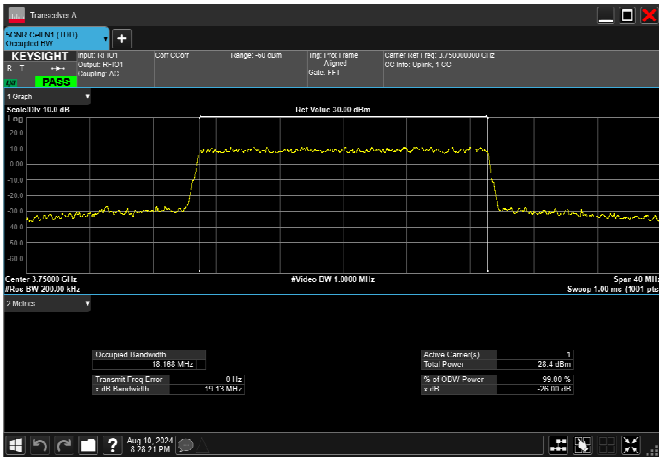 Transceiver A
Occupied BW
KEYSIGHT
R T
PASS
Input: RFIO1
Output: RFIO1
Coupling: AC
Corr CCorr
Range: -60 dBm
Trig: Prot Frame
Aligned
Gate: FFT
Carrier Ref Freq: 3.750000000 GHz
CC Info: Uplink, 1 CC
1 Graph
Scale/Div 10.0 dB
Ref Value 30.00 dBm
Log
20.0
10.0
0.00
-10.0
-20.0
-30.0
-40.0
-50.0
-60.0
Center 3.75000 GHz
#Video BW 1.0000 MHz
Span 40 MHz
#Res BW 200.00 kHz
Sweep 1.00 ms (1001 pts
2 Metrics
Occupied Bandwidth
18.168 MHz
Transmit Freq Error
0 Hz
x dB Bandwidth
19.13 MHz
Active Carrier(s)
1
Total Power
28.4 dBm
% of OBW Power
99.00 %
x dB
-26.00 dB
Aug 10, 2024
8:28:21 PM